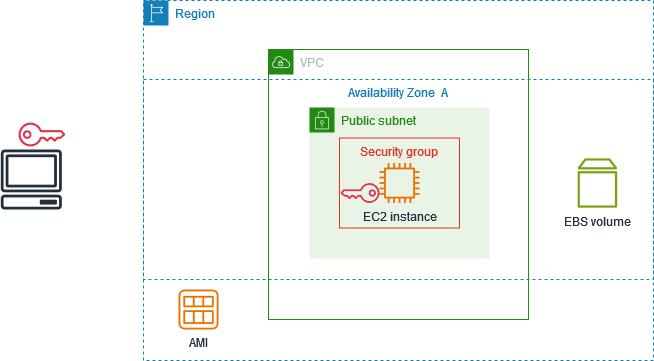 Region
VPC
Availability Zone A
Public subnet
Security group
EC2 instance
EBS volume
AMI